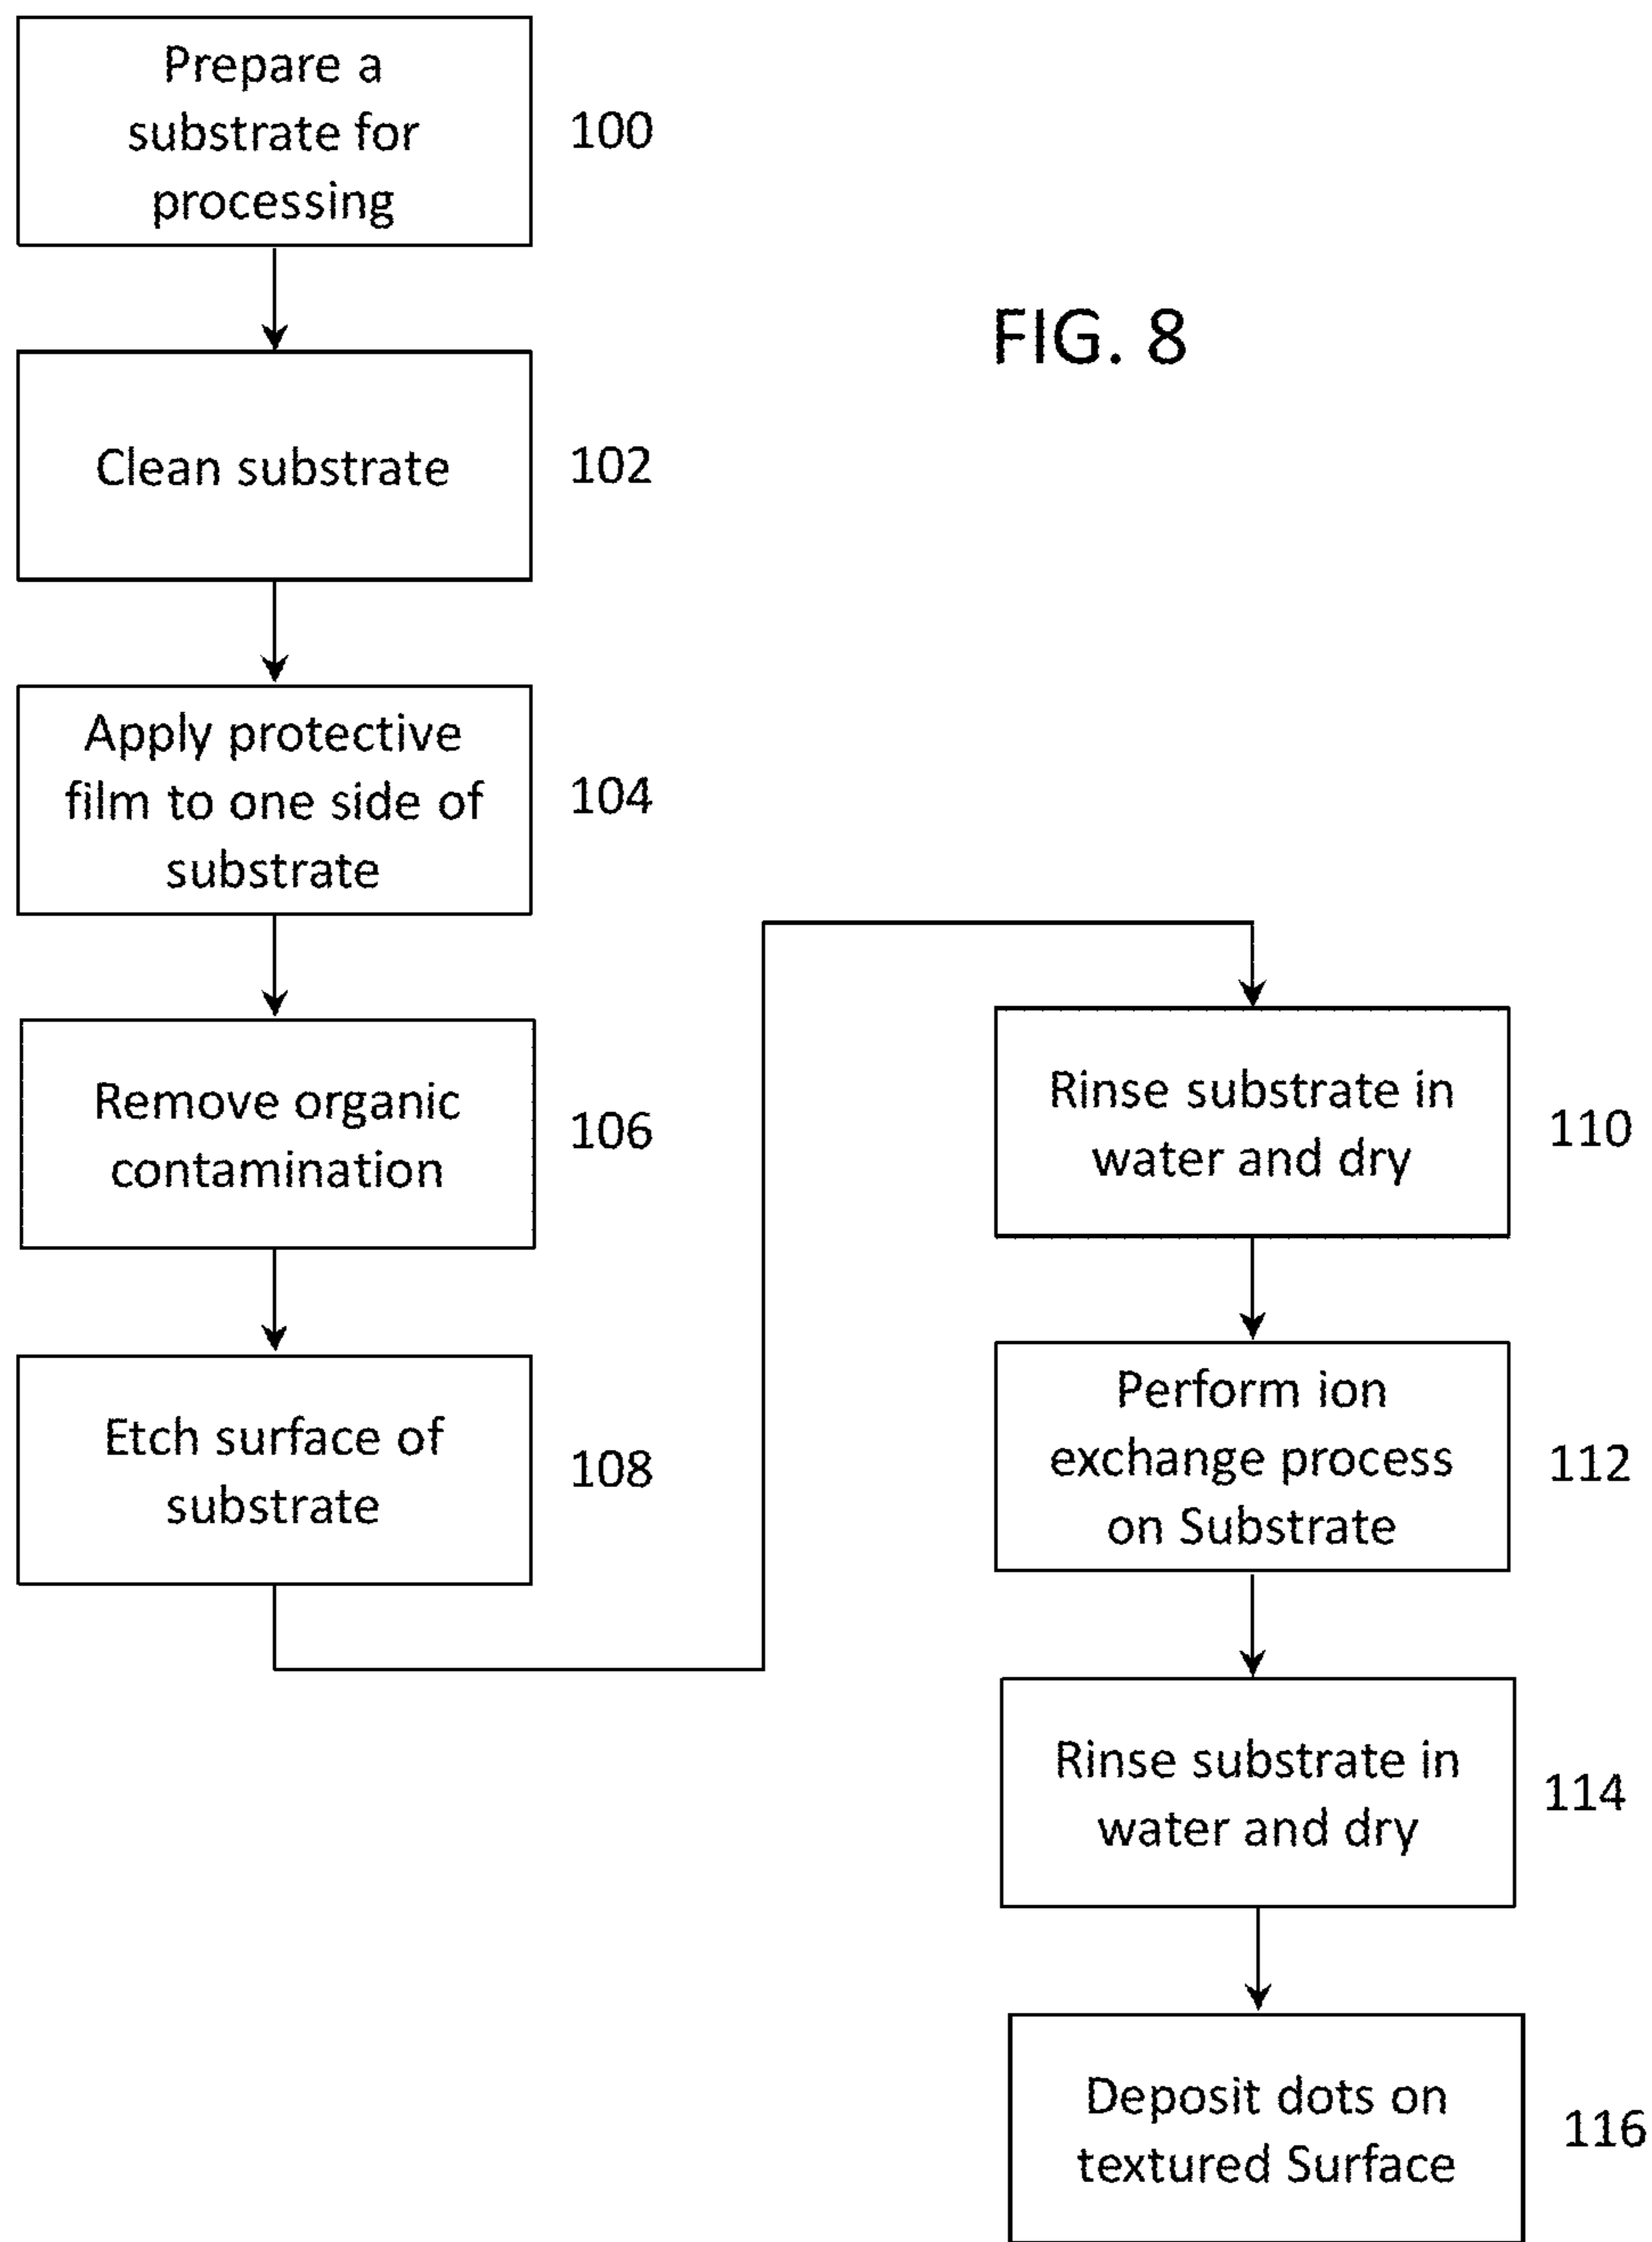 Prepare a
substrate for
processing
100
FIG. 8
Clean substrate
102
Apply protective
film to one side of
substrate
104
Remove organic
contamination
106
Etch surface of
substrate
108
Rinse substrate in
water and dry
110
Perform ion
exchange process
on Substrate
112
Rinse substrate in
water and dry
114
Deposit dots on
textured Surface
116